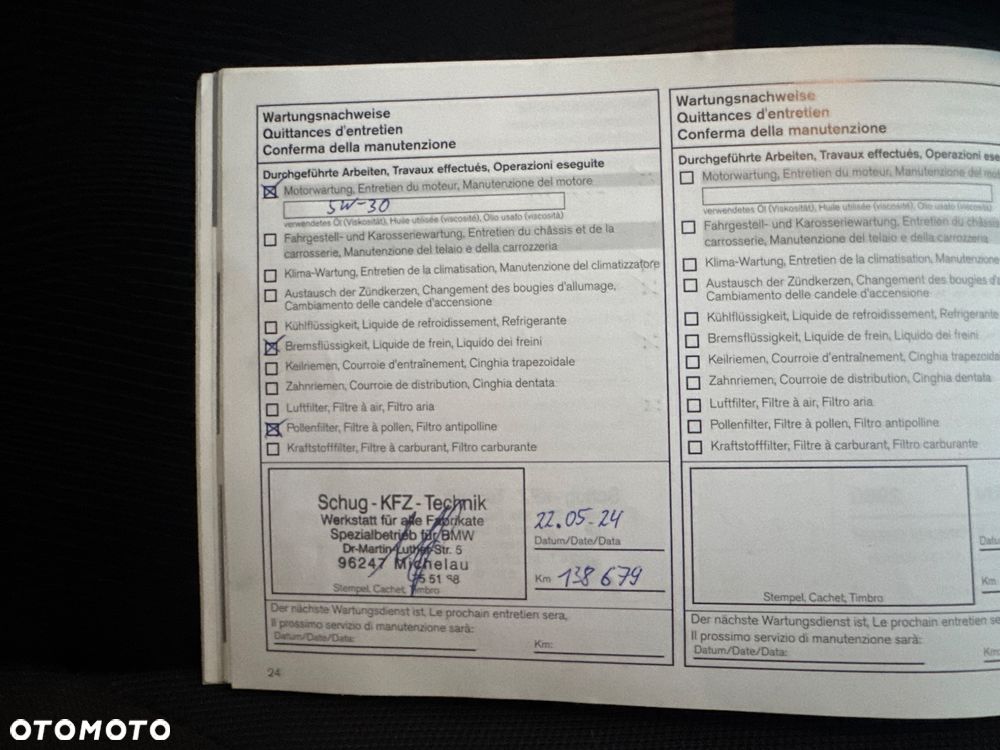 Wartungsnachweise
Quittances d'entretien
Conferma della manutenzione
Durchgeführte Arbeiten, Travaux effectués, Operazioni eseguite
Motorwartung, Entretien du moteur, Manutenzione del motore
5W-30
verwendetes Öl (Viskosität), Huile utilisée (viscosité), Olio usato (viscosità)
Fahrgestell- und Karosseriewartung, Entretien du châssis et de la
carrosserie, Manutenzione del telaio e della carrozzeria
Klima-Wartung, Entretien de la climatisation, Manutenzione del climatizzatore
Austausch der Zündkerzen, Changement des bougies d'allumage,
Cambiamento delle candele d'accensione
Kühlflüssigkeit, Liquide de refroidissement, Refrigerante
Bremsflüssigkeit, Liquide de frein, Liquido dei freini
Keilriemen, Courroie d'entraînement, Cinghia trapezoidale
Zahnriemen, Courroie de distribution, Cinghia dentata
Luftfilter, Filtre à air, Filtro aria
Pollenfilter, Filtre à pollen, Filtro antipolline
Kraftstofffilter, Filtre à carburant, Filtro carburante
Schug - KFZ - Technik
Werkstatt für alle Fabrikate
Spezialbetrieb für BMW
Dr-Martin-Luther-Str. 5
96247 Michelau
Stempel, Cachet, Timbro
22.05-24
Datum/Date/Data
Km 138 679
Der nächste Wartungsdienst ist, Le prochain entretien sera,
Il prossimo servizio di manutenzione sarà:
Datum/Date/Data:
Km:
24
Wartungsnachweise
Quittances d'entretien
Conferma della manutenzione
Durchgeführte Arbeiten, Travaux effectués, Operazioni ese
Motorwartung, Entretien du moteur, Manutenzione del mot
verwendetes Öl (Viskosität), Huile utilisée (viscosité), Olio usato (viscosità)
Fahrgestell- und Karosseriewartung, Entretien du châssis
carrosserie, Manutenzione del telaio e della carrozzeria
Klima-Wartung, Entretien de la climatisation, Manutenzione
Austausch der Zündkerzen, Changement des bougies d'a
Cambiamento delle candele d'accensione
Kühlflüssigkeit, Liquide de refroidissement, Refrigerante
Bremsflüssigkeit, Liquide de frein, Liquido dei freini
Keilriemen, Courroie d'entraînement, Cinghia trapezoida
Zahnriemen, Courroie de distribution, Cinghia dentata
Luftfilter, Filtre à air, Filtro aria
Pollenfilter, Filtre à pollen, Filtro antipolline
Kraftstofffilter, Filtre à carburant, Filtro carburante
Stempel, Cachet, Timbro
Datu
Km
Der nächste Wartungsdienst ist, Le prochain entretien se
Il prossimo servizio di manutenzione sarà:
Datum/Date/Data:
Km:
OTOMOTO